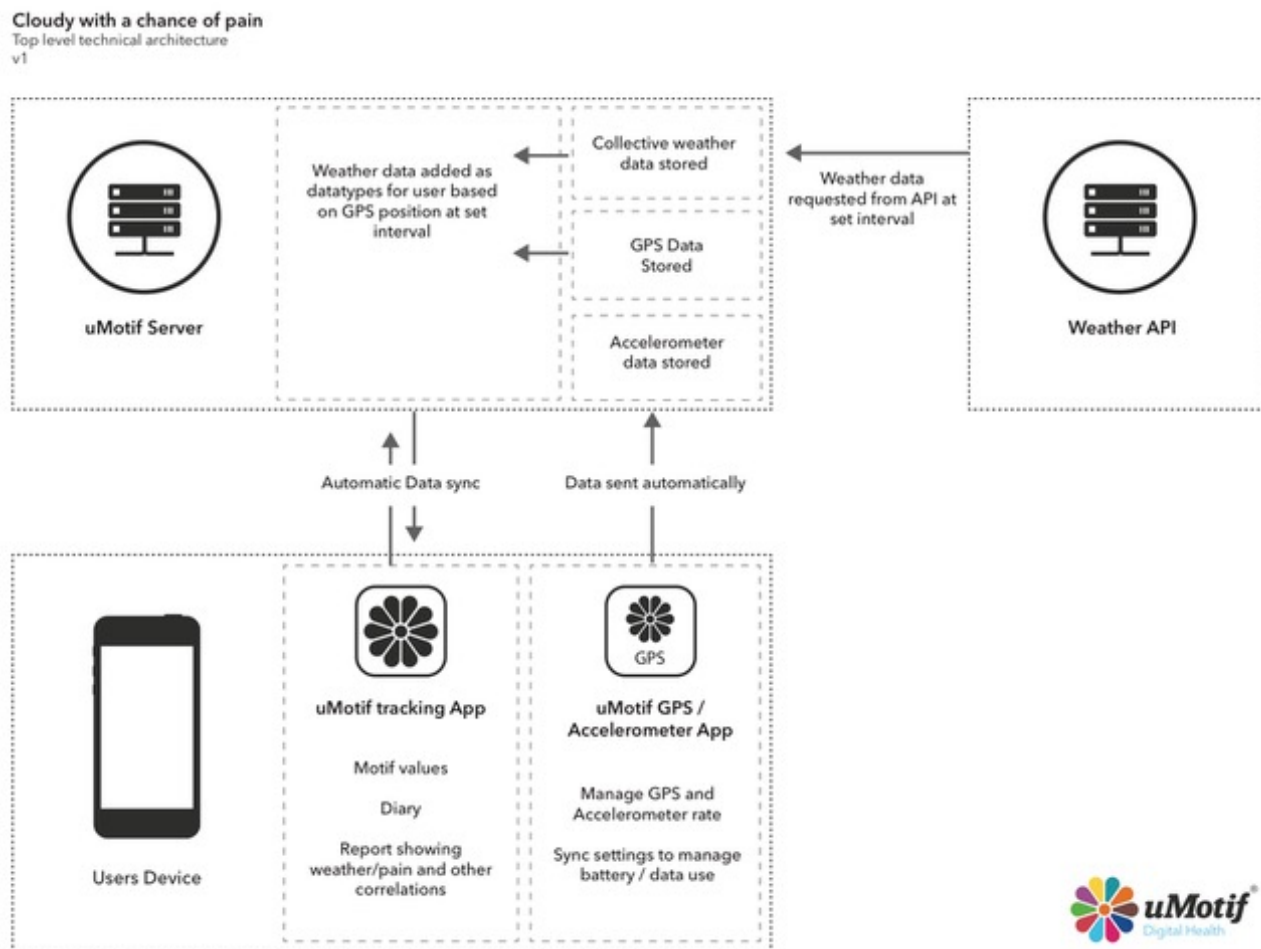 Cloudy with a chance of pain
Top level technical architecture
v1
uMotif Server
Weather data added as
datatypes for user based
on GPS position at set
interval
Collective weather
data stored
GPS Data
Stored
Accelerometer
data stored
Weather data
requested from API at
set interval
Weather API
Automatic Data sync
Data sent automatically
Users Device
uMotif tracking App
Motif values
Diary
Report showing
weather/pain and other
correlations
GPS
uMotif GPS /
Accelerometer App
Manage GPS and
Accelerometer rate
Sync settings to manage
battery / data use
uMotif®
Digital Health